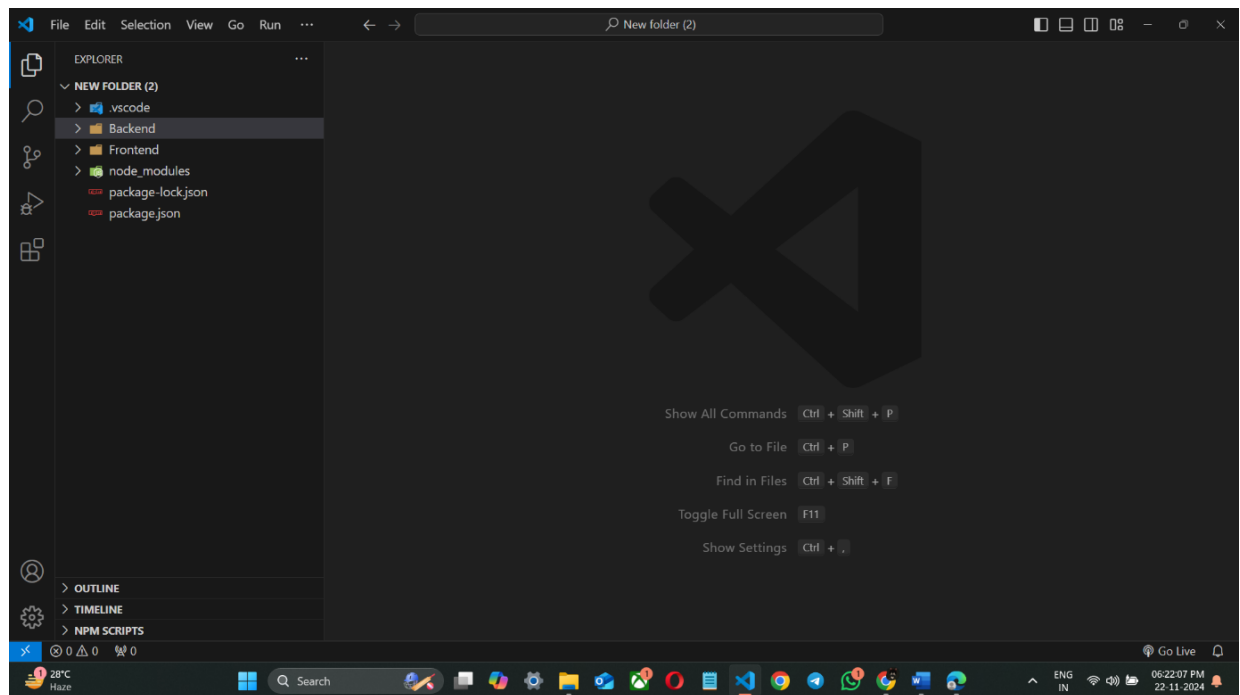 File Edit Selection View Go Run ··· New folder (2)
EXPLORER ···
NEW FOLDER (2)
.vscode
Backend
Frontend
node_modules
package-lock.json
package.json
Show All Commands Ctrl + Shift + P
Go to File Ctrl + P
Find in Files Ctrl + Shift + F
Toggle Full Screen F11
Show Settings Ctrl + ,
OUTLINE
TIMELINE
NPM SCRIPTS
0 0 0 Go Live
1 28°C Search ENG 06:22:07 PM
Haze IN 22-11-2024